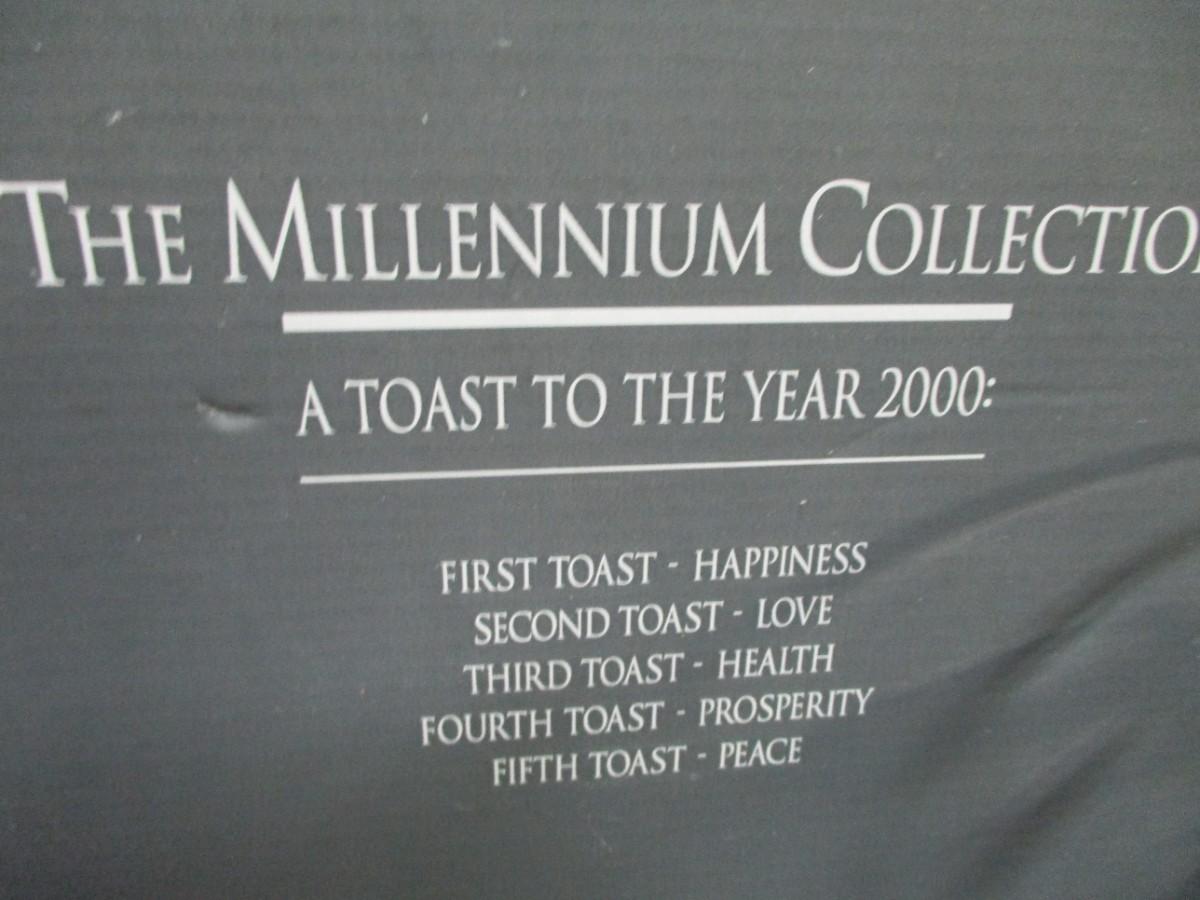 THE MILLENNIUM COLLECTIO
A TOAST TO THE YEAR 2000:
FIRST TOAST - HAPPINESS
SECOND TOAST - LOVE
THIRD TOAST - HEALTH
FOURTH TOAST - PROSPERITY
FIFTH TOAST - PEACE